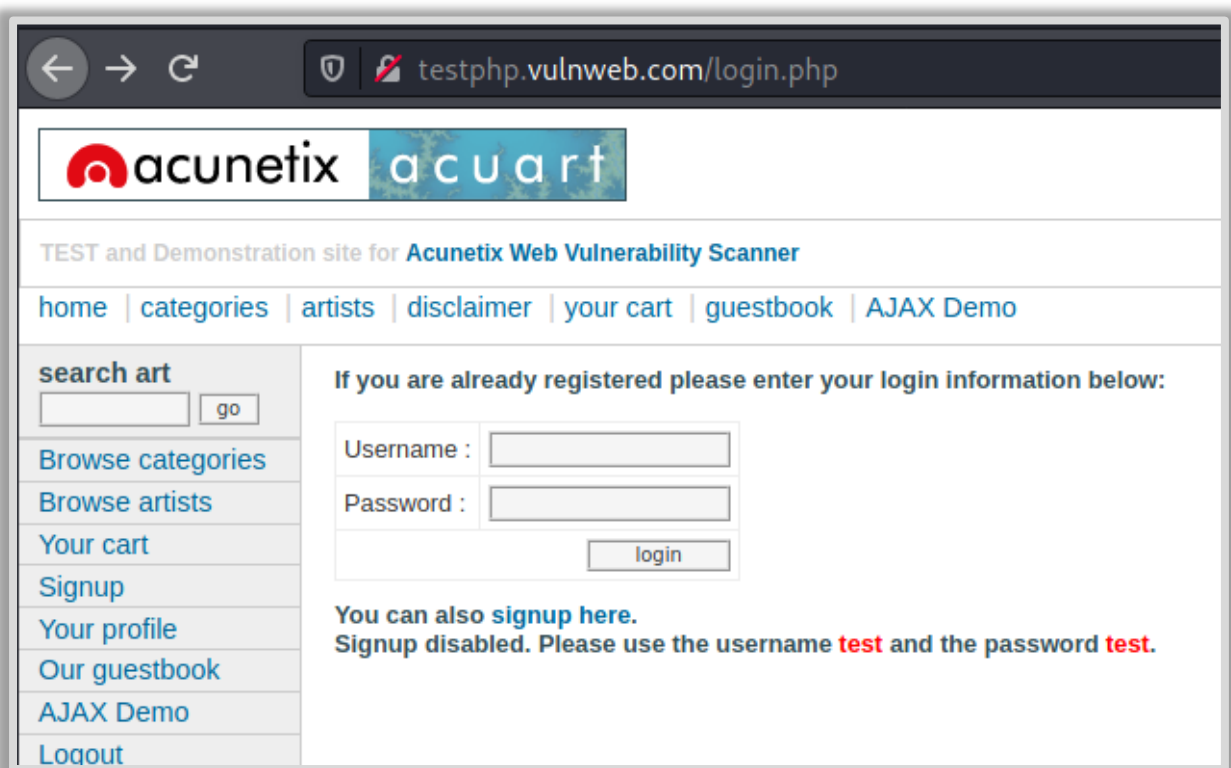 testphp.vulnweb.com/login.php
acunetix acuart
TEST and Demonstration site for Acunetix Web Vulnerability Scanner
home | categories | artists | disclaimer | your cart | guestbook | AJAX Demo
search art
go
Browse categories
Browse artists
Your cart
Signup
Your profile
Our guestbook
AJAX Demo
Logout
If you are already registered please enter your login information below:
Username :
Password :
login
You can also signup here.
Signup disabled. Please use the username test and the password test.